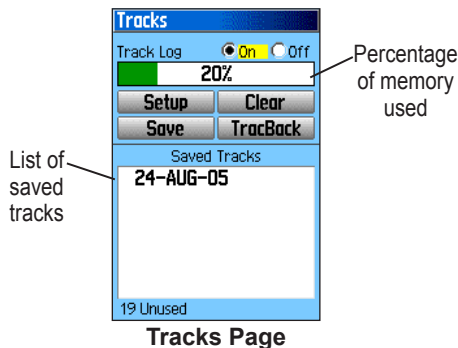 Tracks
Track Log On Off
20%
Setup Clear
Save TracBack
Saved Tracks
24-AUG-05
19 Unused
Percentage
of memory
used
List of
saved
tracks
Tracks Page